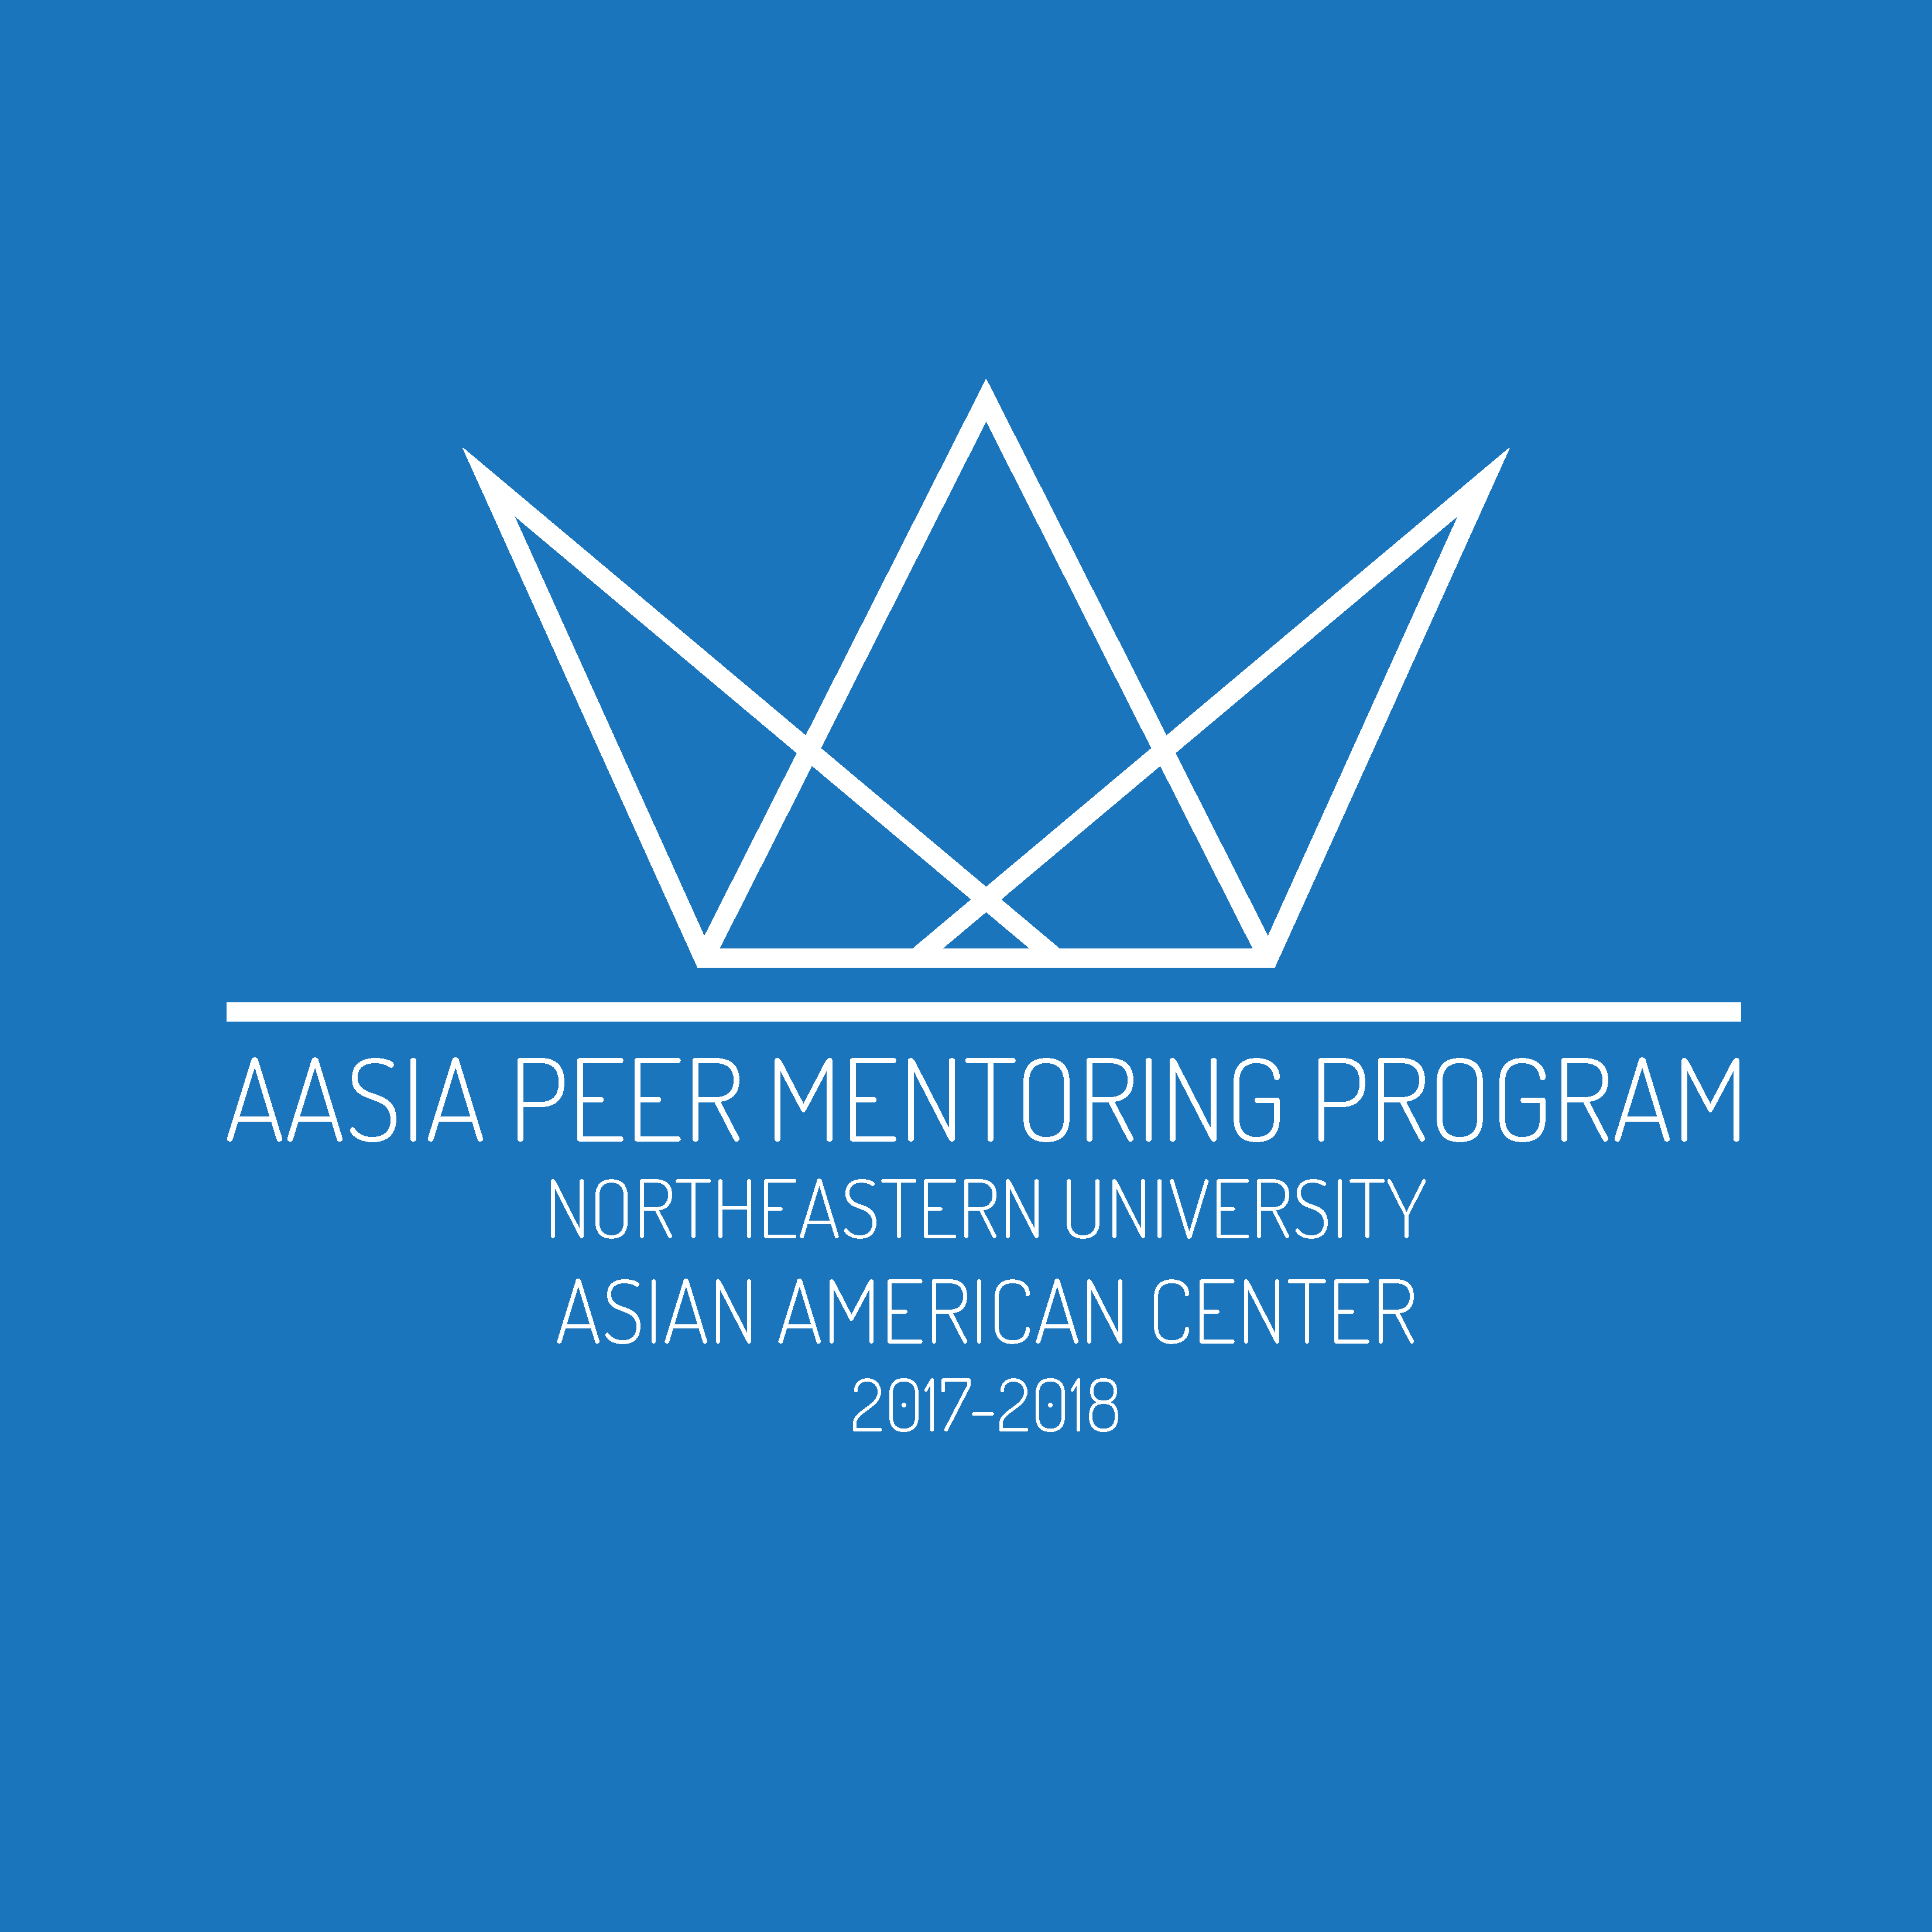 AASIA PEER MENTORING PROGRAM
NORTHEASTERN UNIVERSITY
ASIAN AMERICAN CENTER
2017-2018